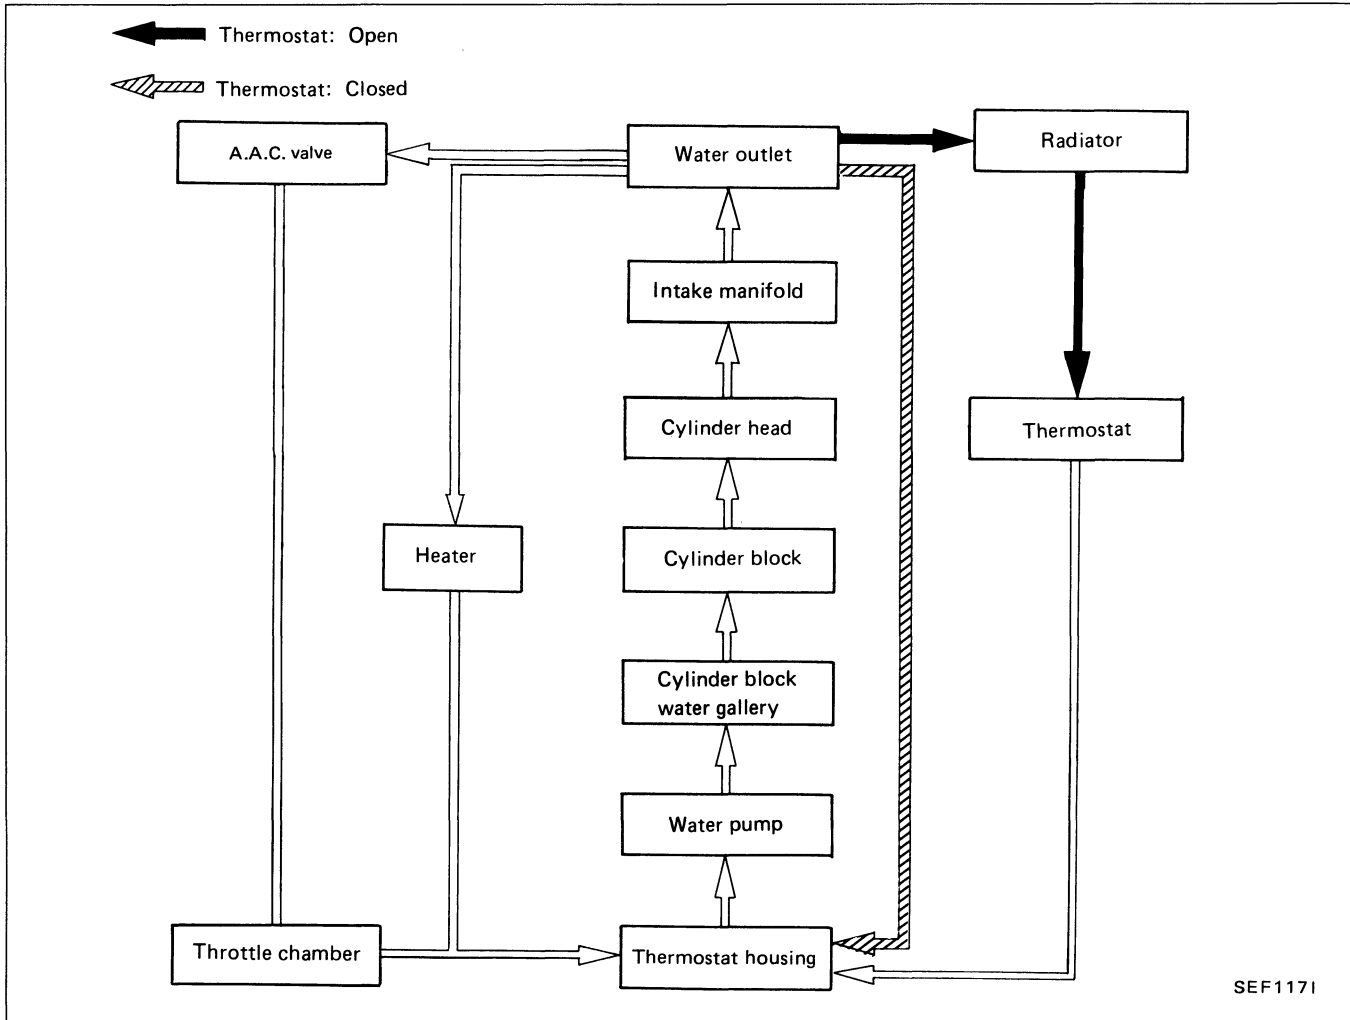 Thermostat: Open
Thermostat: Closed
A.A.C. valve
Water outlet
Radiator
Intake manifold
Cylinder head
Thermostat
Heater
Cylinder block
Cylinder block
water gallery
Water pump
Throttle chamber
Thermostat housing
SEF117I